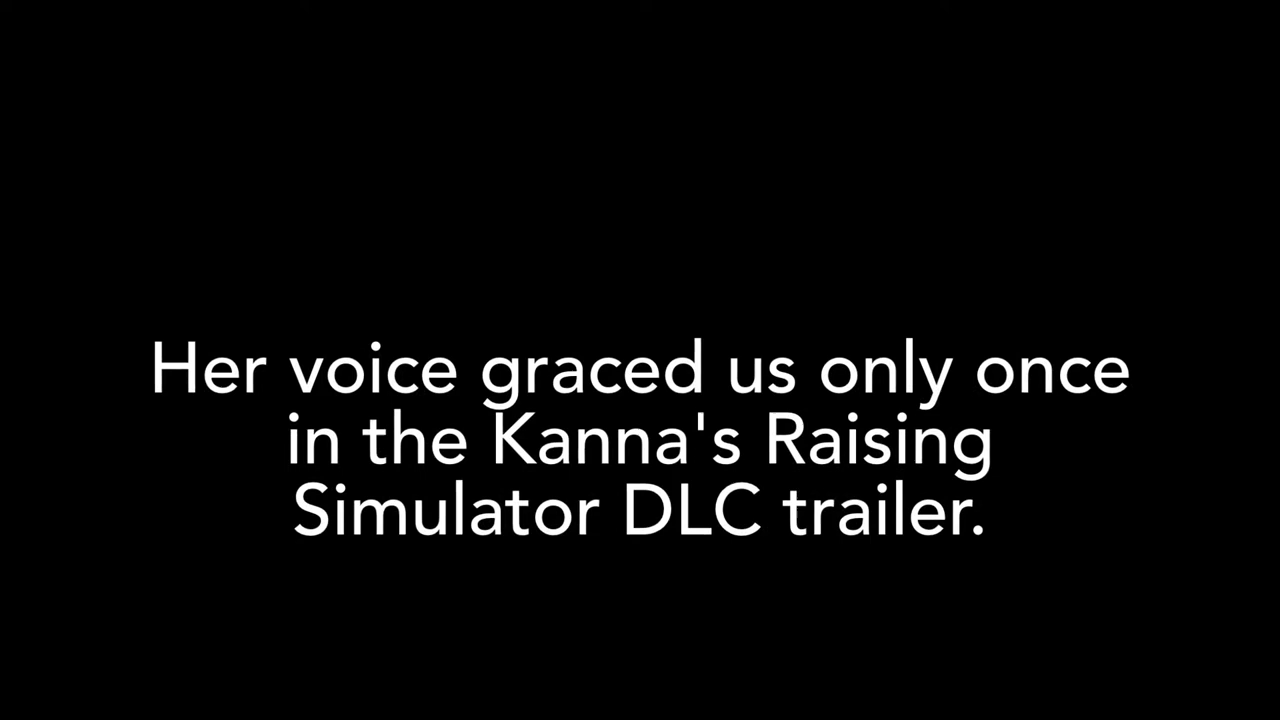 Her voice graced us only once
in the Kanna's Raising
Simulator DLC trailer.